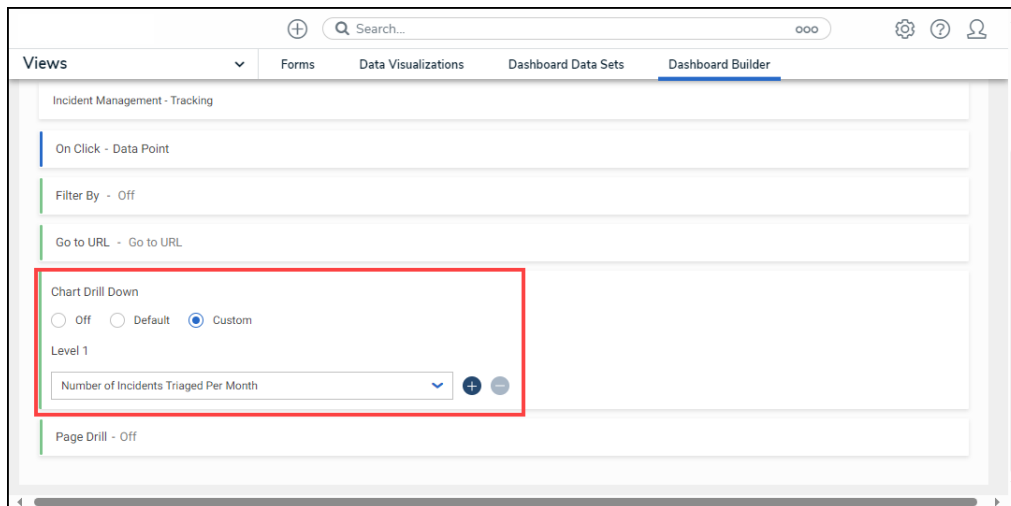 Search...
ooo
Views
Forms Data Visualizations Dashboard Data Sets Dashboard Builder
Incident Management - Tracking
On Click - Data Point
Filter By - Off
Go to URL - Go to URL
Chart Drill Down
Off Default Custom
Level 1
Number of Incidents Triaged Per Month
Page Drill - Off